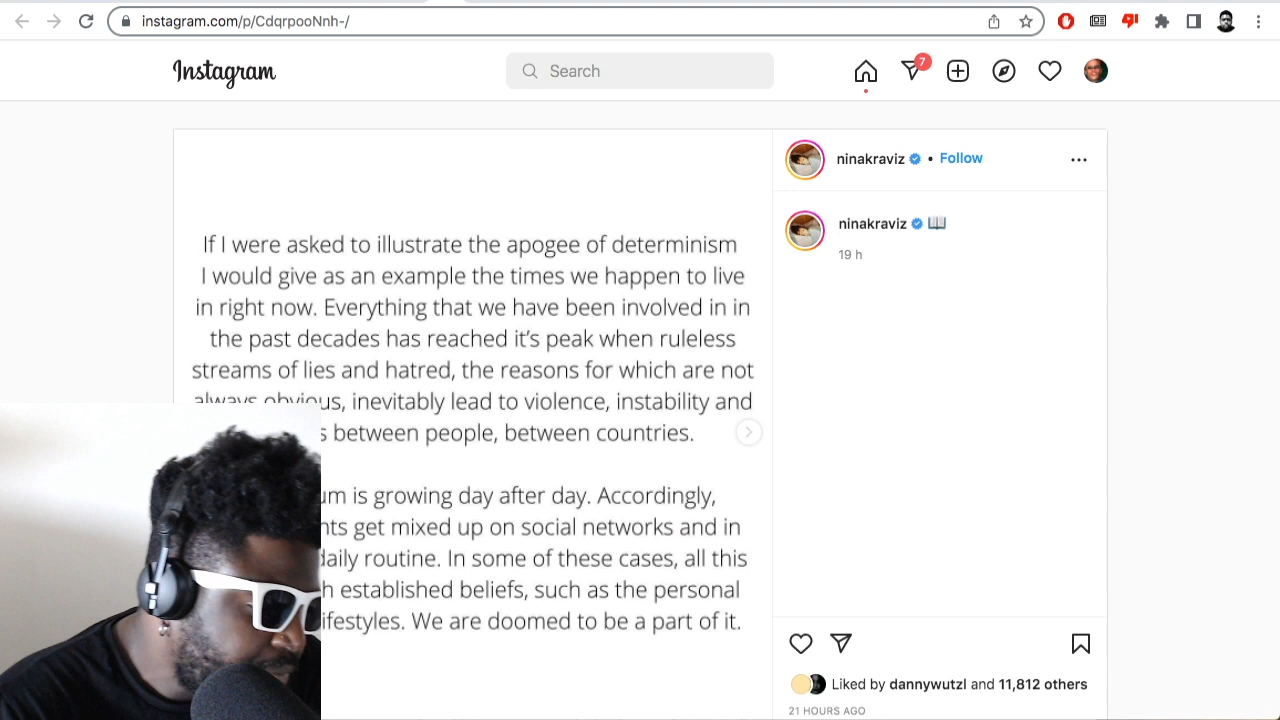 instagram.com/p/CdqrpooNnh-/
Instagram
Search
7
ninakraviz • Follow
ninakraviz
19 h
If I were asked to illustrate the apogee of determinism
I would give as an example the times we happen to live
in right now. Everything that we have been involved in in
the past decades has reached it's peak when ruleless
streams of lies and hatred, the reasons for which are not
always obvious, inevitably lead to violence, instability and
between people, between countries.
is growing day after day. Accordingly,
get mixed up on social networks and in
daily routine. In some of these cases, all this
established beliefs, such as the personal
lifestyles. We are doomed to be a part of it.
Liked by dannywutzl and 11,812 others
21 HOURS AGO